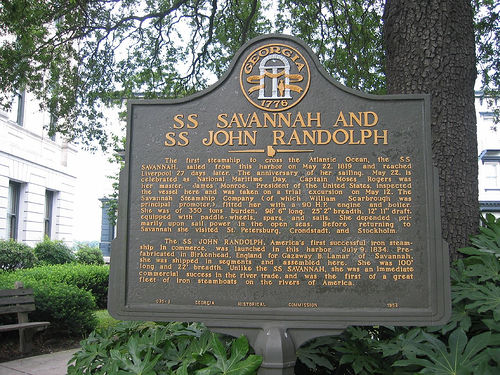 GEORGIA
1776
SS SAVANNAH AND
SS JOHN RANDOLPH
The first steamship to cross the Atlantic Ocean, the SS
SAVANNAH, sailed from this harbor on May 22, 1819 and reached
Liverpool 27 days later. The anniversary of her sailing, May 22, is
celebrated as National Maritime Day. Captain Moses Rogers was
her master. James Monroe, President of the United States, inspected
the vessel here and was taken on a trial excursion on May 12. The
Savannah Steamship Company (of which William Scarbrough was
principal promoter), fitted her with a 90 H.P. engine and boiler.
She was of 350 tons burden, 98' 6" long, 25' 2" breadth, 12' 11" draft,
equipped with paddle-wheels, spars and sails. She depended pri-
marily upon sail power in the open seas. Before returning to
Savannah she visited St. Petersburg, Cronstadt, and Stockholm.
The SS JOHN RANDOLPH, America's first successful iron steam-
ship in commerce, was launched in this harbor July 9, 1834. Pre-
fabricated in Birkenhead, England for Gazaway B. Lamar of Savannah,
she was shipped in segments and assembled here. She was 100'
long and 22' breadth. Unlike the SS SAVANNAH, she was an immediate
commercial success in the river trade, and was the first of a great
fleet of iron steamboats on the rivers of America.
GEORGIA HISTORICAL COMMISSION